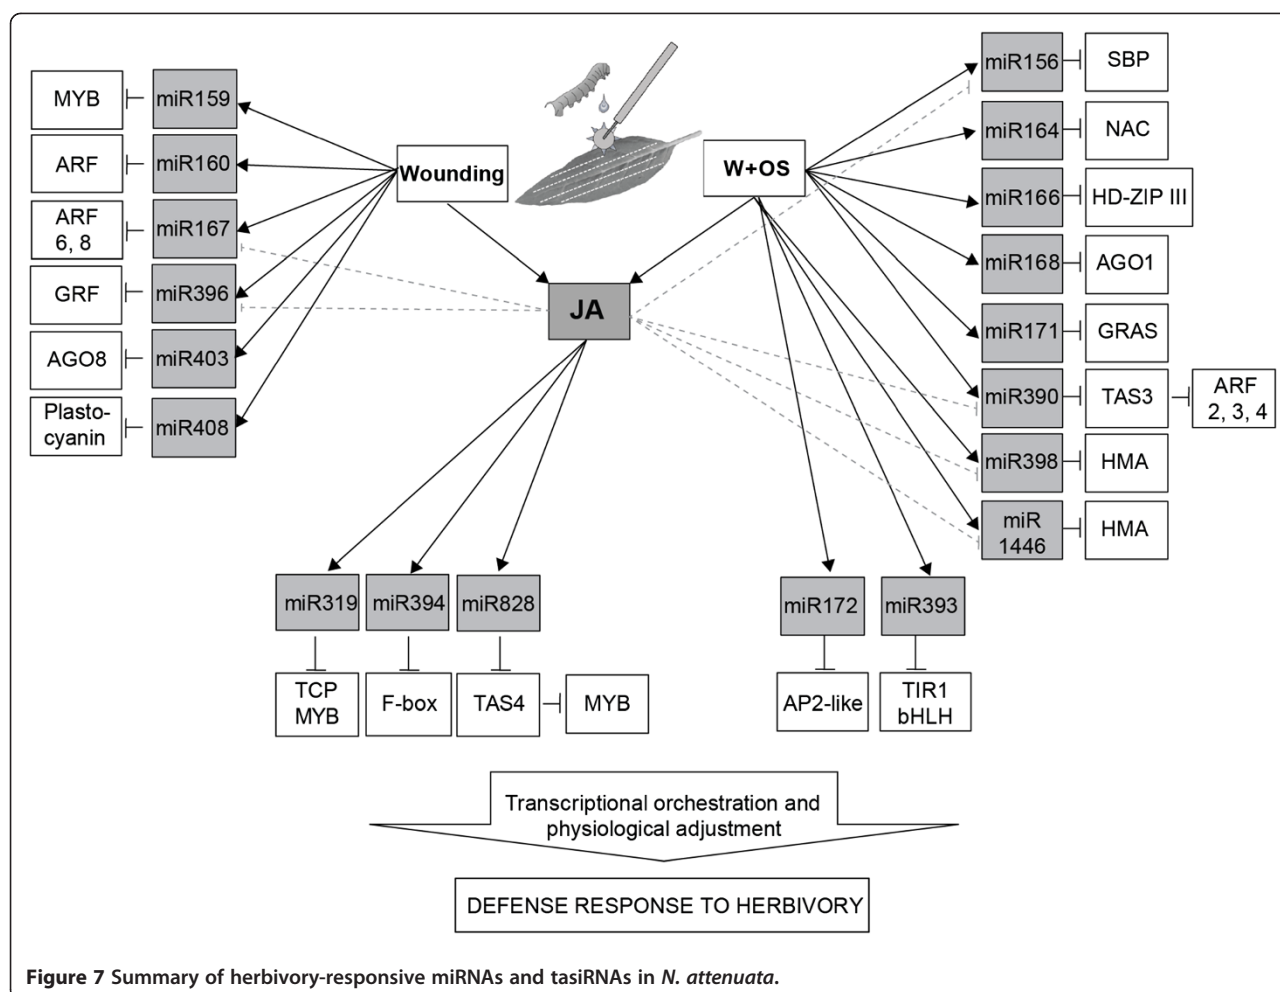 MYB
miR159
ARF
miR160
ARF
6, 8
miR167
GRF
miR396
AGO8
miR403
Plasto-
cyanin
miR408
Wounding
W+OS
JA
miR156
SBP
miR164
NAC
miR166
HD-ZIP III
miR168
AGO1
miR171
GRAS
miR390
TAS3
ARF
2, 3, 4
miR398
HMA
miR
1446
HMA
miR319
miR394
miR828
TCP
MYB
F-box
TAS4
MYB
miR172
miR393
AP2-like
TIR1
bHLH
Transcriptional orchestration and
physiological adjustment
DEFENSE RESPONSE TO HERBIVORY
Figure 7 Summary of herbivory-responsive miRNAs and tasiRNAs in N. attenuata.